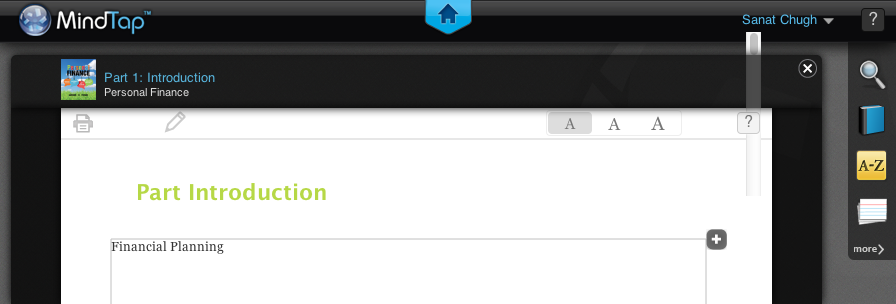 MindTap™
Sanat Chugh
?
Part 1: Introduction
Personal Finance
A A A ?
Part Introduction
Financial Planning
A-Z
more